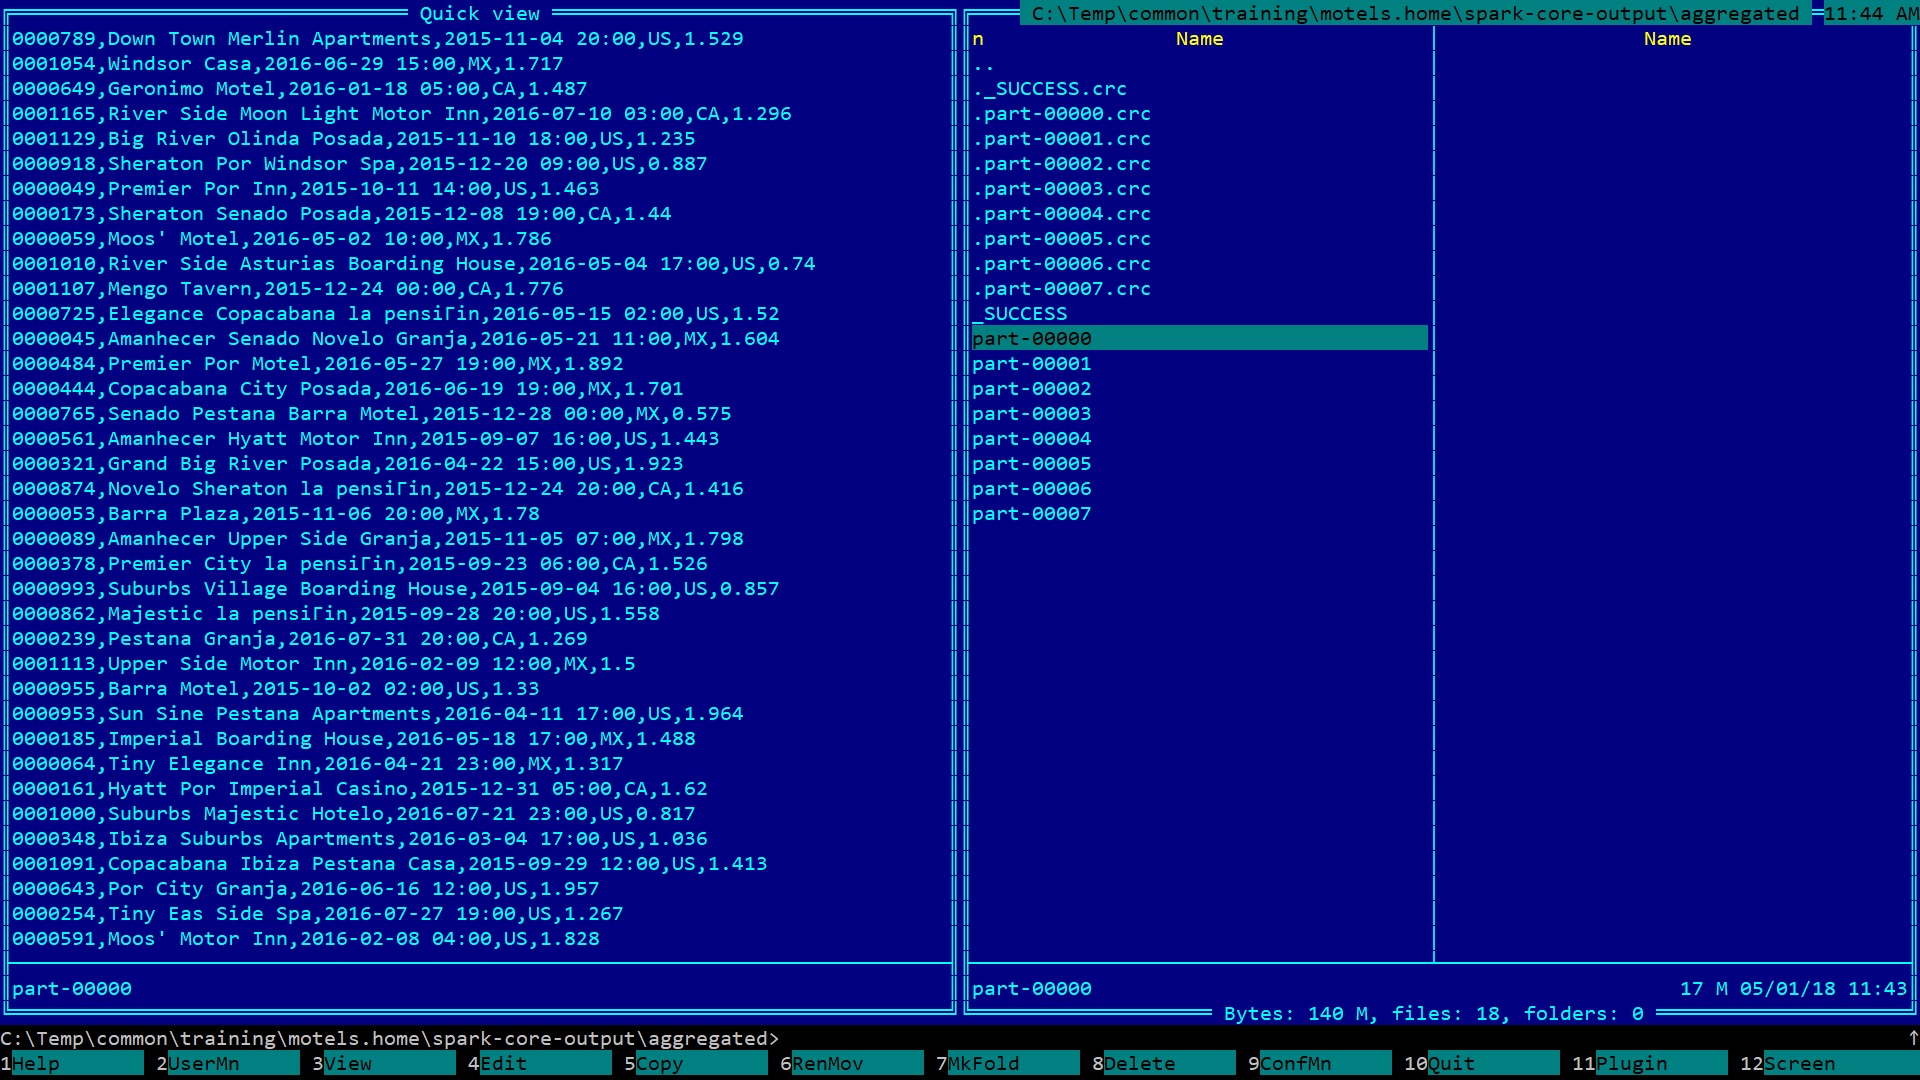 Quick view
0000789,Down Town Merlin Apartments,2015-11-04 20:00,US,1.529
0001054,Windsor Casa,2016-06-29 15:00,MX,1.717
0000649,Geronimo Motel,2016-01-18 05:00,CA,1.487
0001165,River Side Moon Light Motor Inn,2016-07-10 03:00,CA,1.296
0001129,Big River Olinda Posada,2015-11-10 18:00,US,1.235
0000918,Sheraton Por Windsor Spa,2015-12-20 09:00,US,0.887
0000049,Premier Por Inn,2015-10-11 14:00,US,1.463
0000173,Sheraton Senado Posada,2015-12-08 19:00,CA,1.44
0000059,Moos' Motel,2016-05-02 10:00,MX,1.786
0001010,River Side Asturias Boarding House,2016-05-04 17:00,US,0.74
0001107,Mengo Tavern,2015-12-24 00:00,CA,1.776
0000725,Elegance Copacabana la pensiГіn,2016-05-15 02:00,US,1.52
0000045,Amanhecer Senado Novelo Granja,2016-05-21 11:00,MX,1.604
0000484,Premier Por Motel,2016-05-27 19:00,MX,1.892
0000444,Copacabana City Posada,2016-06-19 19:00,MX,1.701
0000765,Senado Pestana Barra Motel,2015-12-28 00:00,MX,0.575
0000561,Amanhecer Hyatt Motor Inn,2015-09-07 16:00,US,1.443
0000321,Grand Big River Posada,2016-04-22 15:00,US,1.923
0000874,Novelo Sheraton la pensiГіn,2015-12-24 20:00,CA,1.416
0000053,Barra Plaza,2015-11-06 20:00,MX,1.78
0000089,Amanhecer Upper Side Granja,2015-11-05 07:00,MX,1.798
0000378,Premier City la pensiГіn,2015-09-23 06:00,CA,1.526
0000993,Suburbs Village Boarding House,2015-09-04 16:00,US,0.857
0000862,Majestic la pensiГіn,2015-09-28 20:00,US,1.558
0000239,Pestana Granja,2016-07-31 20:00,CA,1.269
0001113,Upper Side Motor Inn,2016-02-09 12:00,MX,1.5
0000955,Barra Motel,2015-10-02 02:00,US,1.33
0000953,Sun Sine Pestana Apartments,2016-04-11 17:00,US,1.964
0000185,Imperial Boarding House,2016-05-18 17:00,MX,1.488
0000064,Tiny Elegance Inn,2016-04-21 23:00,MX,1.317
0000161,Hyatt Por Imperial Casino,2015-12-31 05:00,CA,1.62
0001000,Suburbs Majestic Hotelo,2016-07-21 23:00,US,0.817
0000348,Ibiza Suburbs Apartments,2016-03-04 17:00,US,1.036
0001091,Copacabana Ibiza Pestana Casa,2015-09-29 12:00,US,1.413
0000643,Por City Granja,2016-06-16 12:00,US,1.957
0000254,Tiny Eas Side Spa,2016-07-27 19:00,US,1.267
0000591,Moos' Motor Inn,2016-02-08 04:00,US,1.828
part-00000
C:\Temp\common\training\motels.home\spark-core-output\aggregated 11:44 AM
n Name Name
..
._SUCCESS.crc
.part-00000.crc
.part-00001.crc
.part-00002.crc
.part-00003.crc
.part-00004.crc
.part-00005.crc
.part-00006.crc
.part-00007.crc
_SUCCESS
part-00000
part-00001
part-00002
part-00003
part-00004
part-00005
part-00006
part-00007
part-00000 17 M 05/01/18 11:43
Bytes: 140 M, files: 18, folders: 0
C:\Temp\common\training\motels.home\spark-core-output\aggregated> ↑
1Help 2UserMn 3View 4Edit 5Copy 6RenMov 7MkFold 8Delete 9ConfMn 10Quit 11Plugin 12Screen